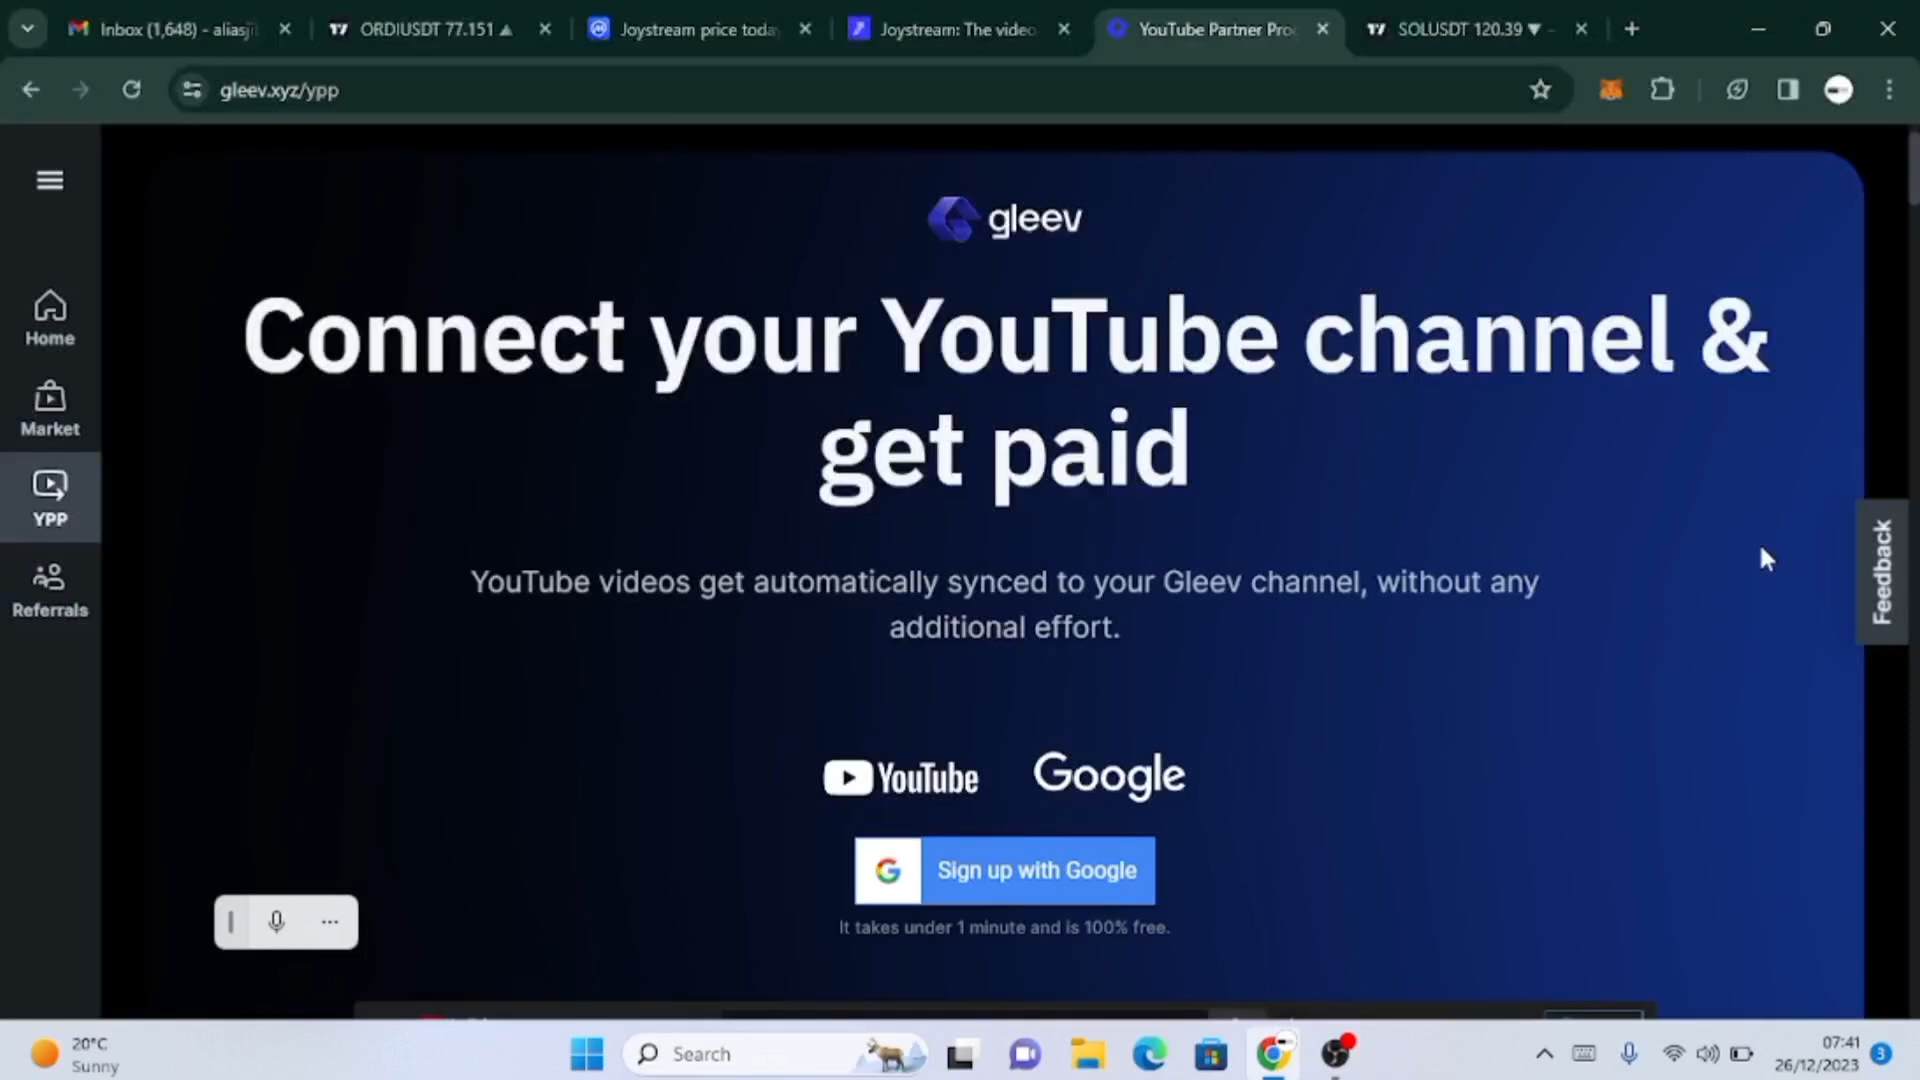 Inbox (1,648) - aliasji
ORDIUSDT 77.151 ▲
Joystream price today
Joystream: The video
YouTube Partner Pro
SOLUSDT 120.39 ▼ -
gleev.xyz/ypp
gleev
Connect your YouTube channel &
get paid
YouTube videos get automatically synced to your Gleev channel, without any
additional effort.
YouTube Google
G Sign up with Google
It takes under 1 minute and is 100% free.
Home
Market
YPP
Referrals
Feedback
20°C
Sunny
Search
07:41
26/12/2023
3